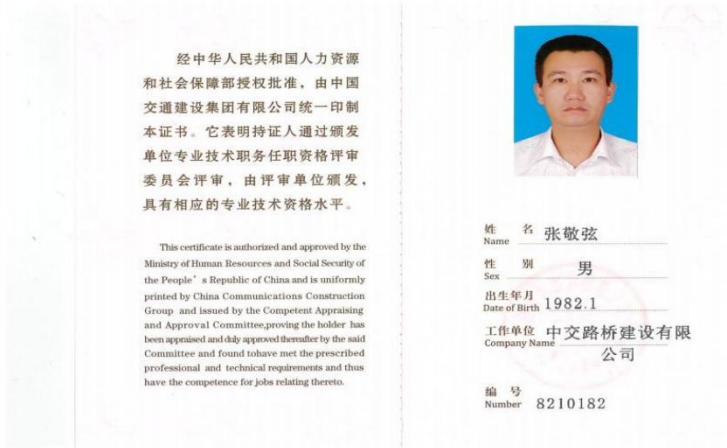 经中华人民共和国人力资源
和社会保障部授权批准，由中国
交通建设集团有限公司统一印制
本证书。它表明持证人通过颁发
单位专业技术职务任职资格评审
委员会评审，由评审单位颁发，
具有相应的专业技术资格水平。
This certificate is authorized and approved by the
Ministry of Human Resources and Social Security of
the People's Republic of China and is uniformly
printed by China Communications Construction
Group and issued by the Competent Appraising
and Approval Committee,proving the holder has
been appraised and duly approved thereafter by the said
Committee and found tohave met the prescribed
professional and technical requirements and thus
have the competence for jobs relating thereto.
姓 名 张敬弦
Name
性 别 男
Sex
出生年月 1982.1
Date of Birth
工作单位 中交路桥建设有限
Company Name 公司
编 号
Number 8210182